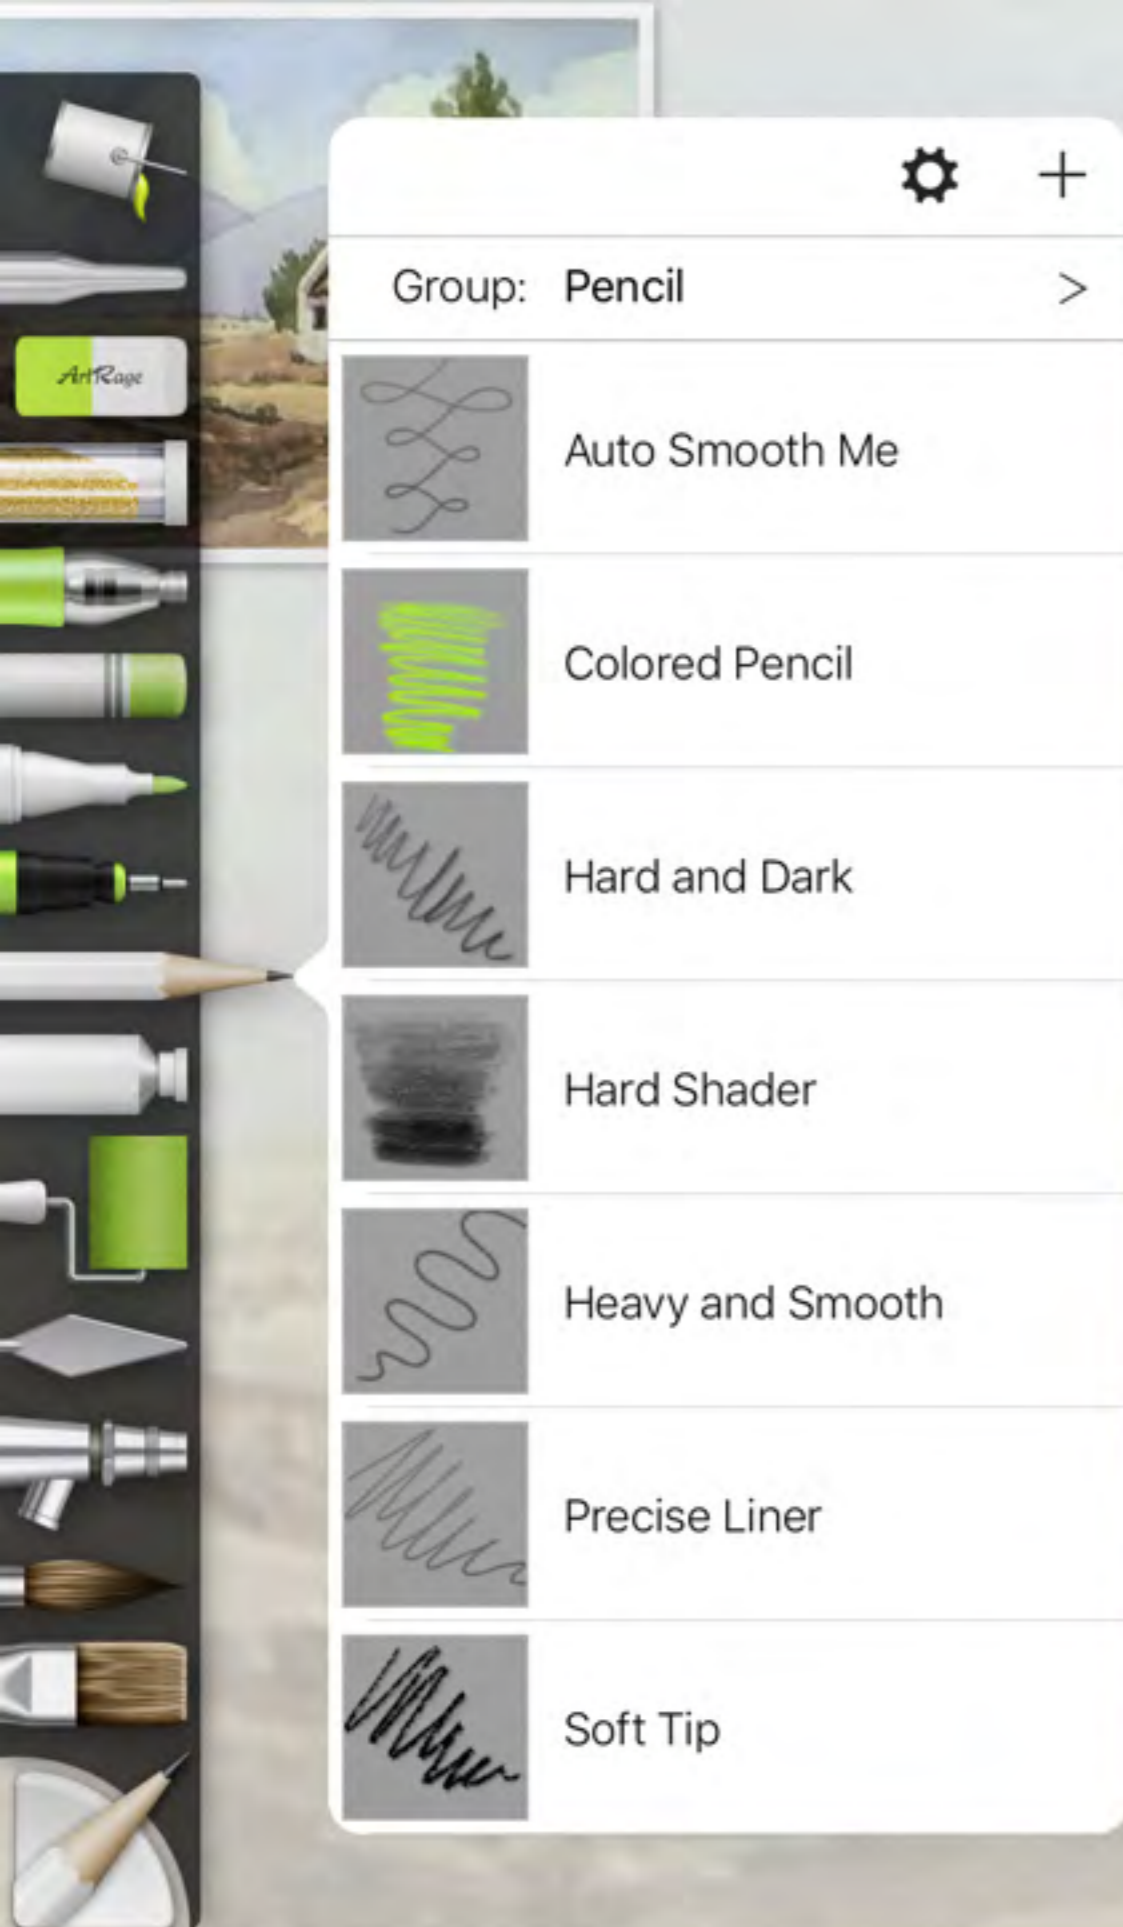 ArtRage
Group: Pencil >
Auto Smooth Me
Colored Pencil
Hard and Dark
Hard Shader
Heavy and Smooth
Precise Liner
Soft Tip